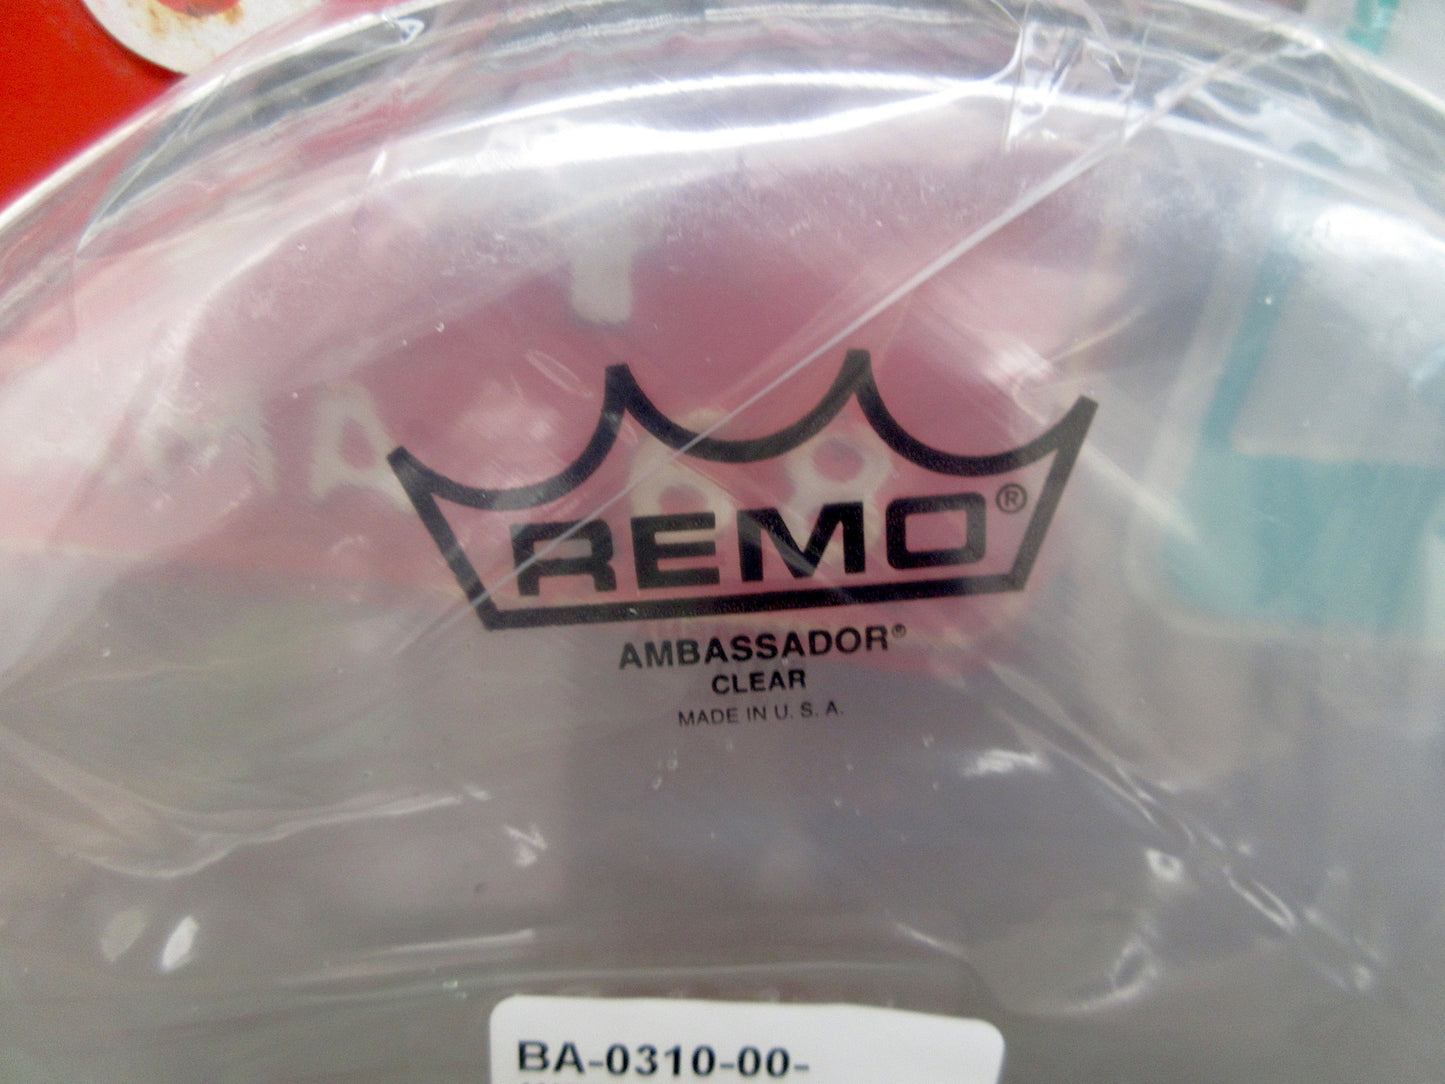 REMO®
AMBASSADOR®
CLEAR
MADE IN U. S. A.
BA-0310-00-